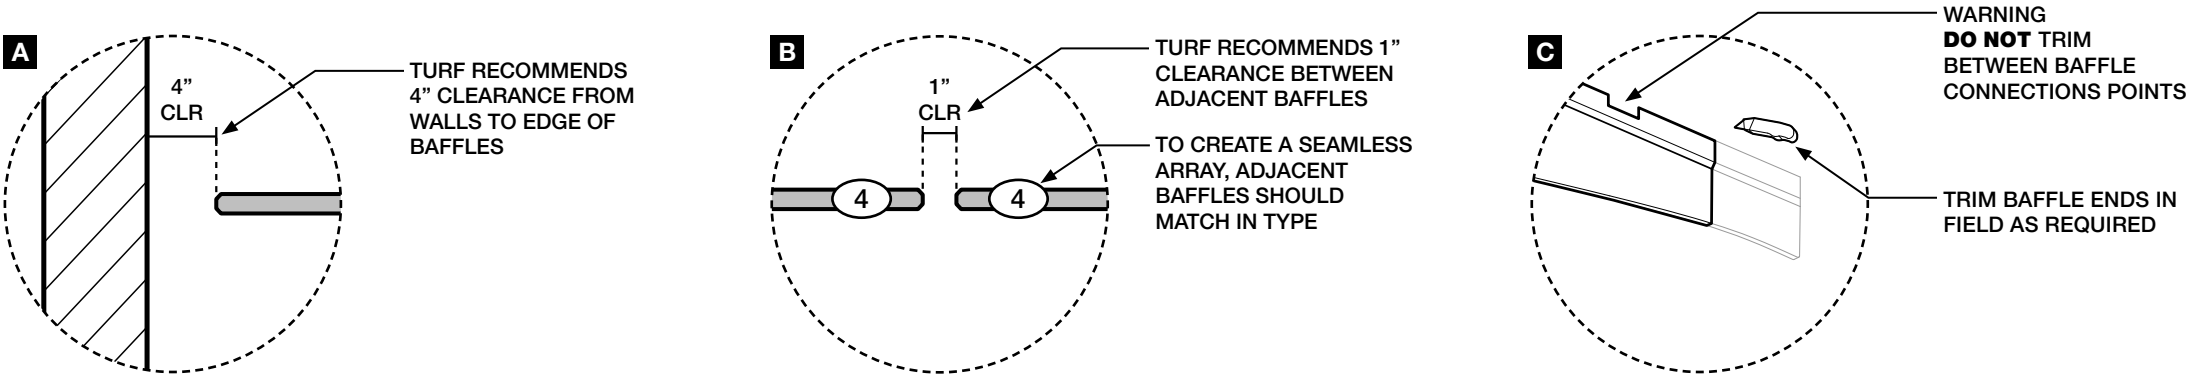 A
4”
CLR
TURF RECOMMENDS
4” CLEARANCE FROM
WALLS TO EDGE OF
BAFFLES
B
1”
CLR
TURF RECOMMENDS 1”
CLEARANCE BETWEEN
ADJACENT BAFFLES
TO CREATE A SEAMLESS
ARRAY, ADJACENT
BAFFLES SHOULD
MATCH IN TYPE
4
4
C
WARNING
DO NOT TRIM
BETWEEN BAFFLE
CONNECTIONS POINTS
TRIM BAFFLE ENDS IN
FIELD AS REQUIRED